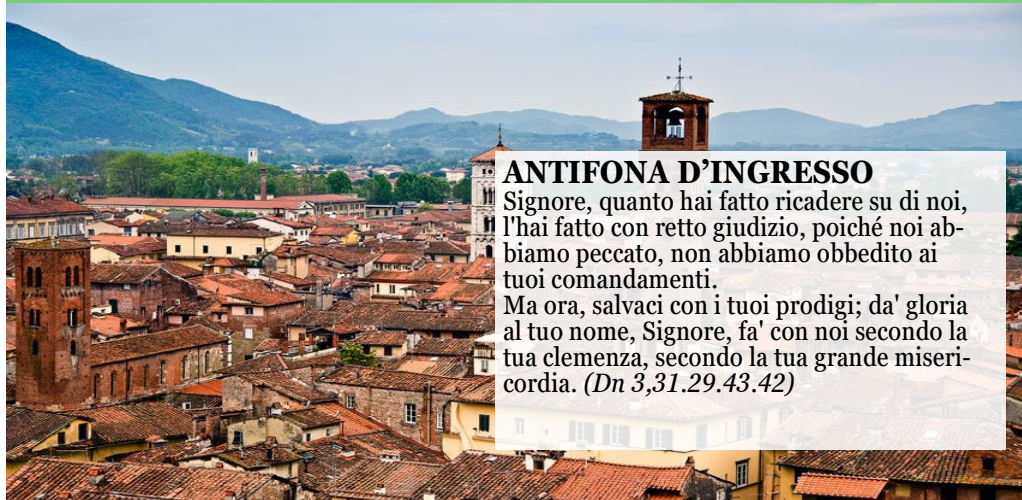 ANTIFONA D’INGRESSO
Signore, quanto hai fatto ricadere su di noi,
l'hai fatto con retto giudizio, poiché noi ab-
biamo peccato, non abbiamo obbedito ai
tuoi comandamenti.
Ma ora, salvaci con i tuoi prodigi; da' gloria
al tuo nome, Signore, fa' con noi secondo la
tua clemenza, secondo la tua grande miseri-
cordia. (Dn 3,31.29.43.42)